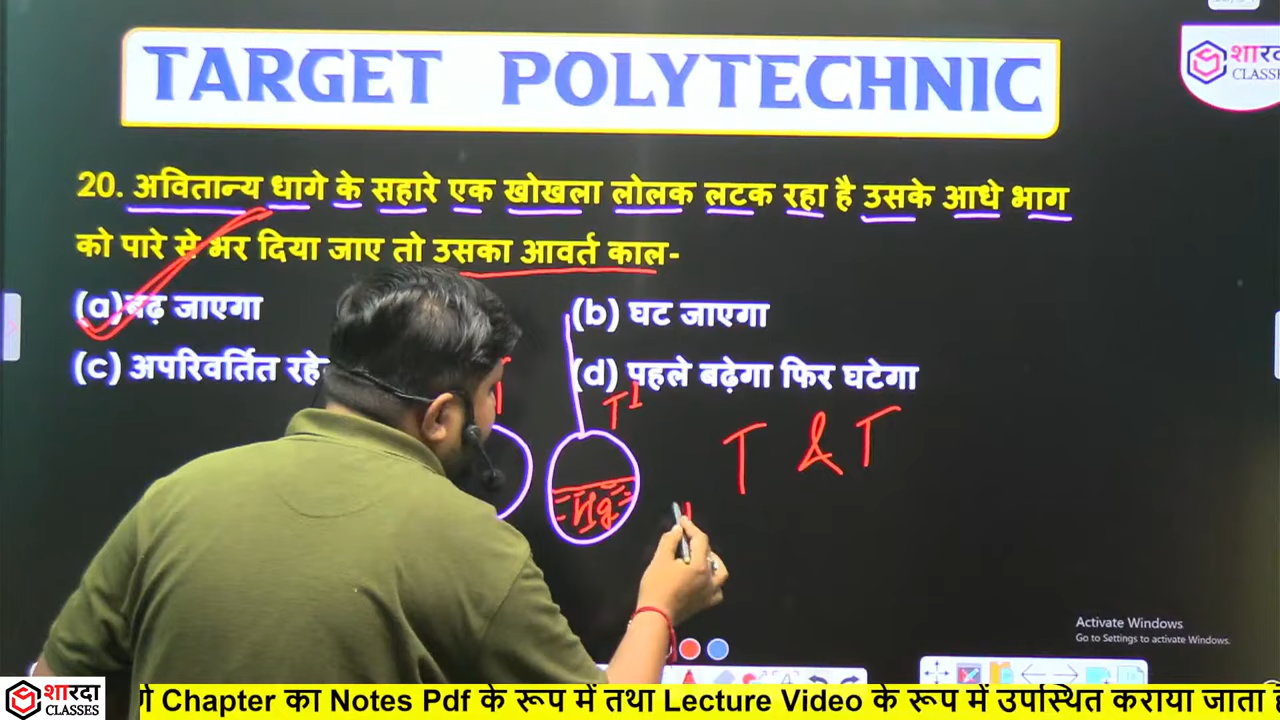 TARGET POLYTECHNIC
शारदा
CLASSES
20. अवितान्य धागे के सहारे एक खोखला लोलक लटक रहा है उसके आधे भाग
को पारे से भर दिया जाए तो उसका आवर्त काल-
(a) बढ़ जाएगा
(b) घट जाएगा
(c) अपरिवर्तित रहे
(d) पहले बढ़ेगा फिर घटेगा
T
T & T
Hg
Activate Windows
Go to Settings to activate Windows.
शारदा
CLASSES
Chapter का Notes Pdf के रूप में तथा Lecture Video के रूप में उपस्थित कराया जाता